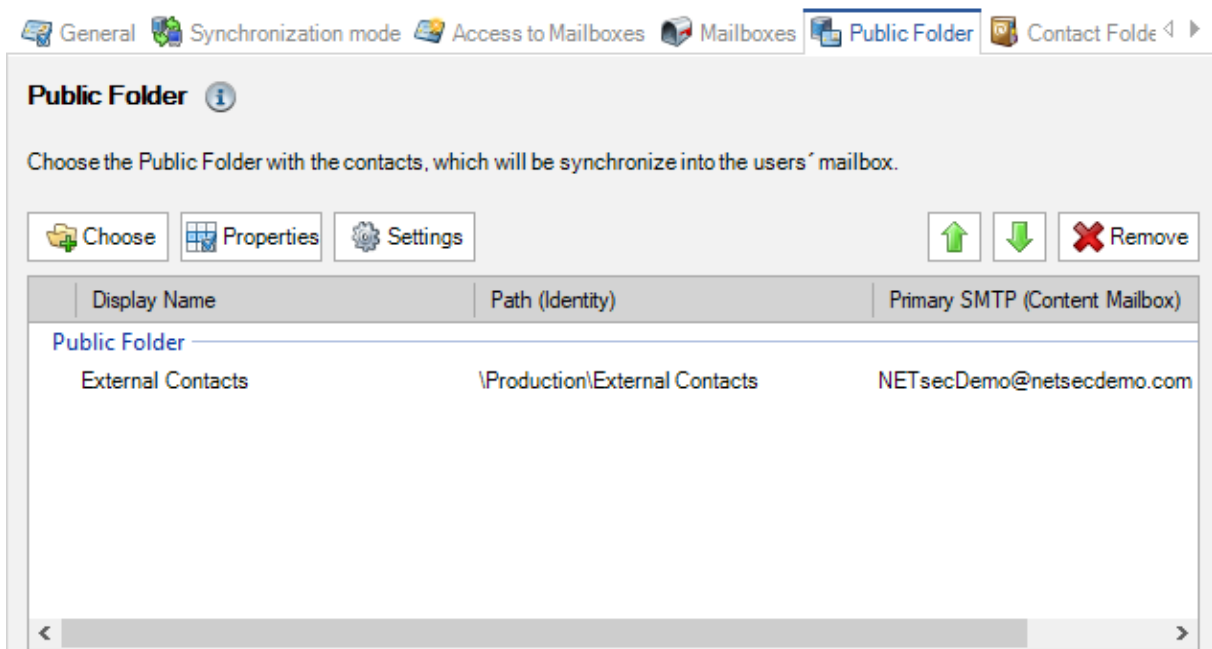 General Synchronization mode Access to Mailboxes Mailboxes Public Folder Contact Folde
Public Folder
Choose the Public Folder with the contacts, which will be synchronize into the users´ mailbox.
Choose Properties Settings Remove
Display Name Path (Identity) Primary SMTP (Content Mailbox)
Public Folder
External Contacts \Production\External Contacts NETsecDemo@netsecdemo.com